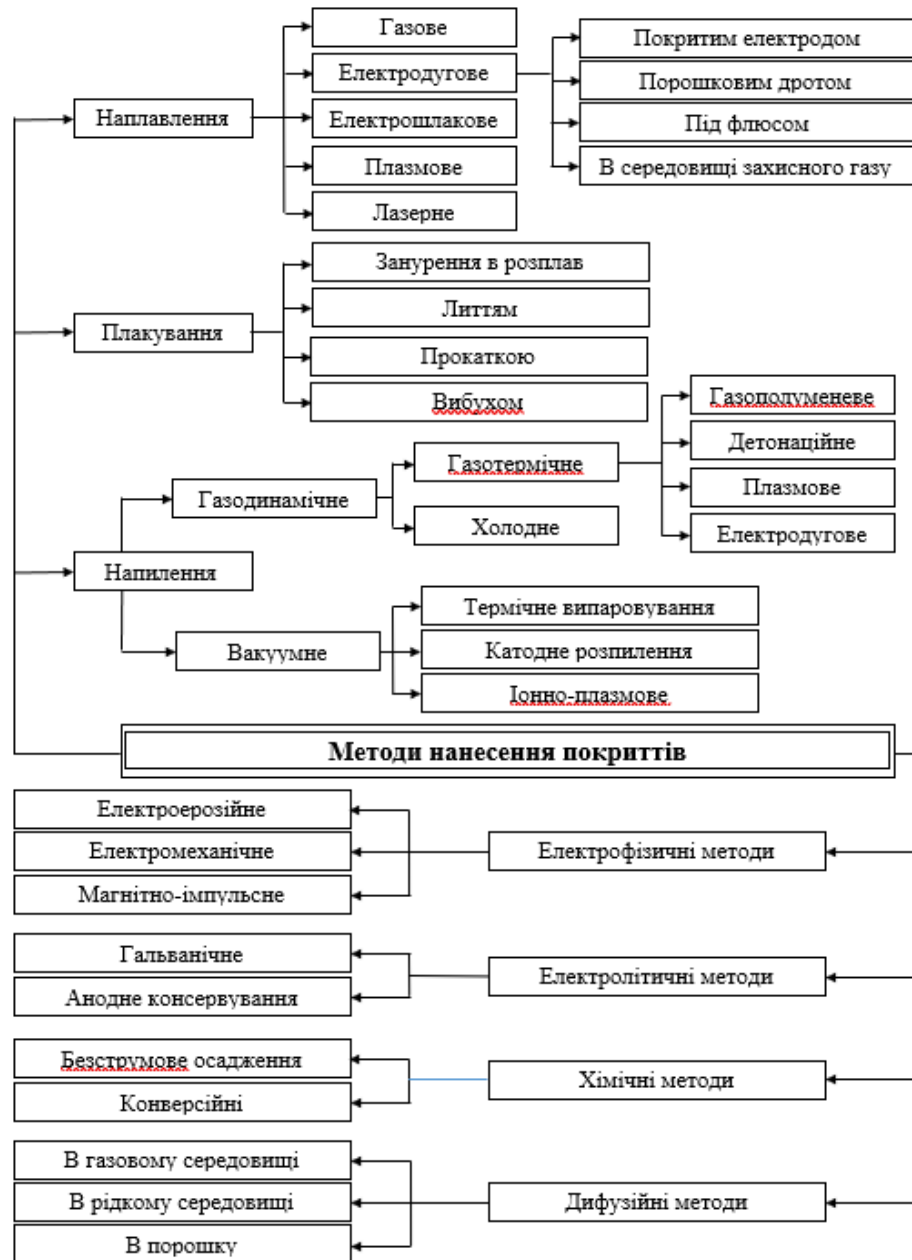 Газове
Покритим електродом
Електродугове
Порошковим дротом
Наплавлення
Електрошлакове
Під флюсом
Плазмове
В середовищі захисного газу
Лазерне
Занурення в розплав
Литтям
Плакування
Прокаткою
Вибухом
Газополуменеве
Газотермічне
Детонаційне
Газодинамічне
Плазмове
Холодне
Електродугове
Напилення
Термічне випаровування
Вакуумне
Катодне розпилення
Іонно-плазмове
Методи нанесення покриттів
Електроерозійне
Електромеханічне
Електрофізичні методи
Магнітно-імпульсне
Гальванічне
Електролітичні методи
Анодне консервування
Безструмове осадження
Хімічні методи
Конверсійні
В газовому середовищі
В рідкому середовищі
Дифузійні методи
В порошку